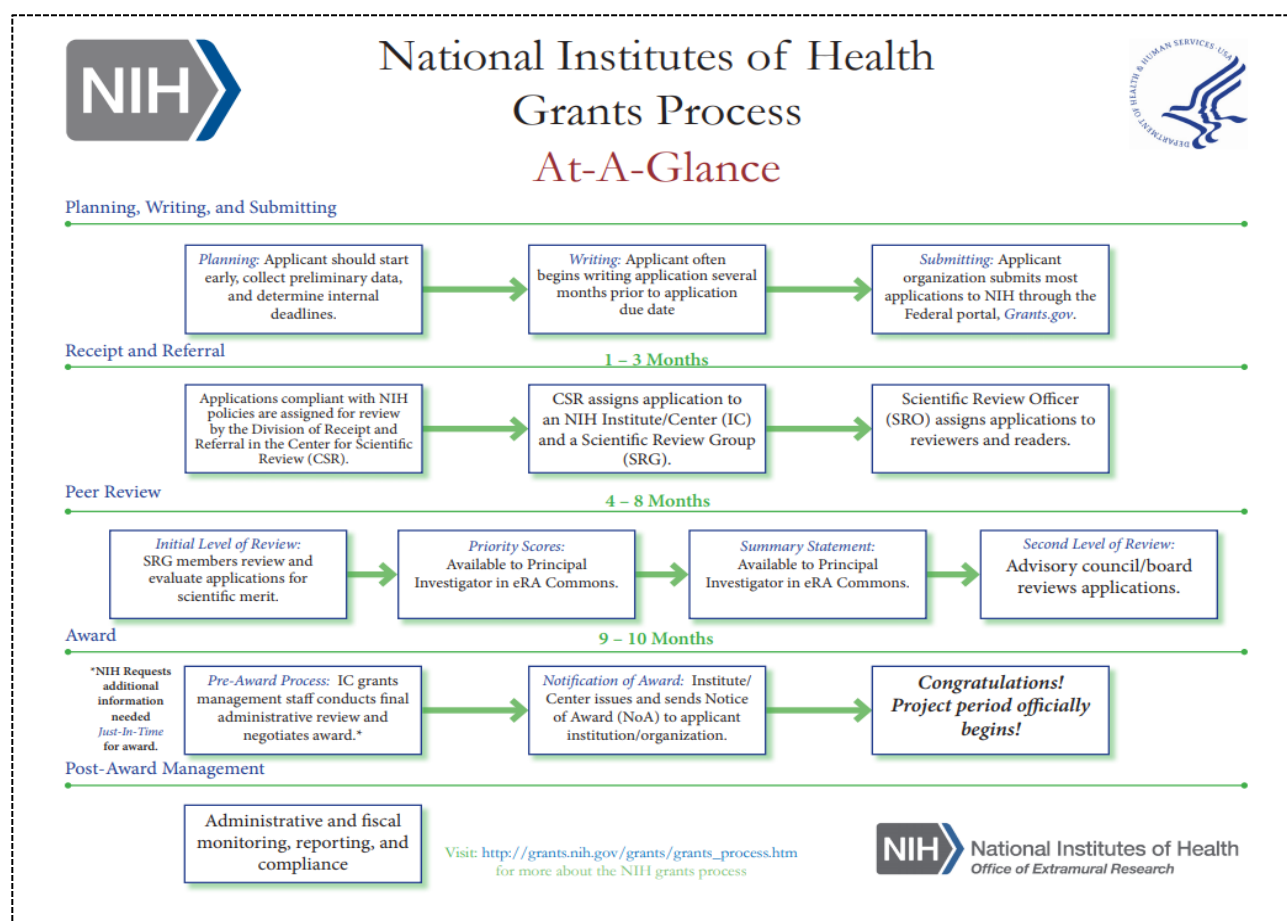 NIH
National Institutes of Health
Grants Process
At-A-Glance
DEPARTMENT OF HEALTH & HUMAN SERVICES·USA
Planning, Writing, and Submitting
Planning: Applicant should start
early, collect preliminary data,
and determine internal
deadlines.
Writing: Applicant often
begins writing application several
months prior to application
due date
Submitting: Applicant
organization submits most
applications to NIH through the
Federal portal, Grants.gov.
Receipt and Referral
1 – 3 Months
Applications compliant with NIH
policies are assigned for review
by the Division of Receipt and
Referral in the Center for Scientific
Review (CSR).
CSR assigns application to
an NIH Institute/Center (IC)
and a Scientific Review Group
(SRG).
Scientific Review Officer
(SRO) assigns applications to
reviewers and readers.
Peer Review
4 – 8 Months
Initial Level of Review:
SRG members review and
evaluate applications for
scientific merit.
Priority Scores:
Available to Principal
Investigator in eRA Commons.
Summary Statement:
Available to Principal
Investigator in eRA Commons.
Second Level of Review:
Advisory council/board
reviews applications.
Award
9 – 10 Months
*NIH Requests
additional
information
needed
Just-In-Time
for award.
Pre-Award Process: IC grants
management staff conducts final
administrative review and
negotiates award.*
Notification of Award: Institute/
Center issues and sends Notice
of Award (NoA) to applicant
institution/organization.
Congratulations!
Project period officially
begins!
Post-Award Management
Administrative and fiscal
monitoring, reporting, and
compliance
Visit: http://grants.nih.gov/grants/grants_process.htm
for more about the NIH grants process
NIH
National Institutes of Health
Office of Extramural Research